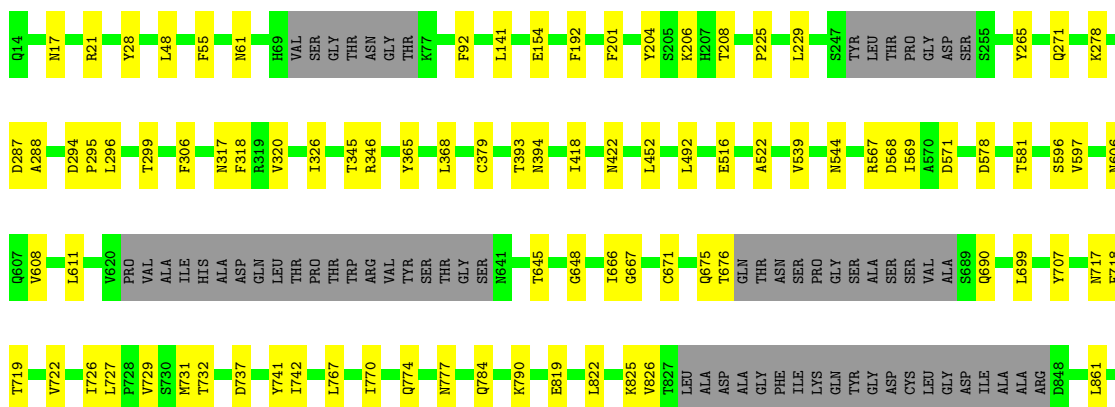 Q14 N17 R21 Y28 L48 F55 N61 H69 VAL SER GLY THR THR ASN GLY THR K77 F92 L141 E154 F192 F201 Y204 S205 K206 H207 T208 P225 L229 S247 TYR LEU THR PRO GLY ASP SER S255 Y265 Q271 K278
D287 A288 D294 P295 L296 T299 F306 N317 F318 R319 V320 I326 T345 R346 Y365 L368 C379 T393 N394 I418 N422 L452 L492 E516 A522 V539 N544 R567 D568 I569 A570 D571 D578 T581 S596 V597 N606
Q607 V608 L611 V620 PRO VAL ALA ILE HIS ALA ASP GLN LEU THR PRO THR TRP ARG VAL TYR SER THR GLY SER N641 T645 G648 I666 G667 C671 Q675 T676 GLN THR ASN SER PRO GLY SER ALA SER SER VAL ALA S689 Q690 L699 Y707 N717 F718
T719 V722 I726 L727 P728 V729 S730 M731 T732 D737 Y741 I742 L767 I770 Q774 N777 Q784 K790 E819 L822 K825 V826 T827 LEU ALA ASP ALA GLY PHE ILE LYS GLN TYR GLY ASP CYS LEU GLY ASP ILE ALA ALA ARG D848 L861